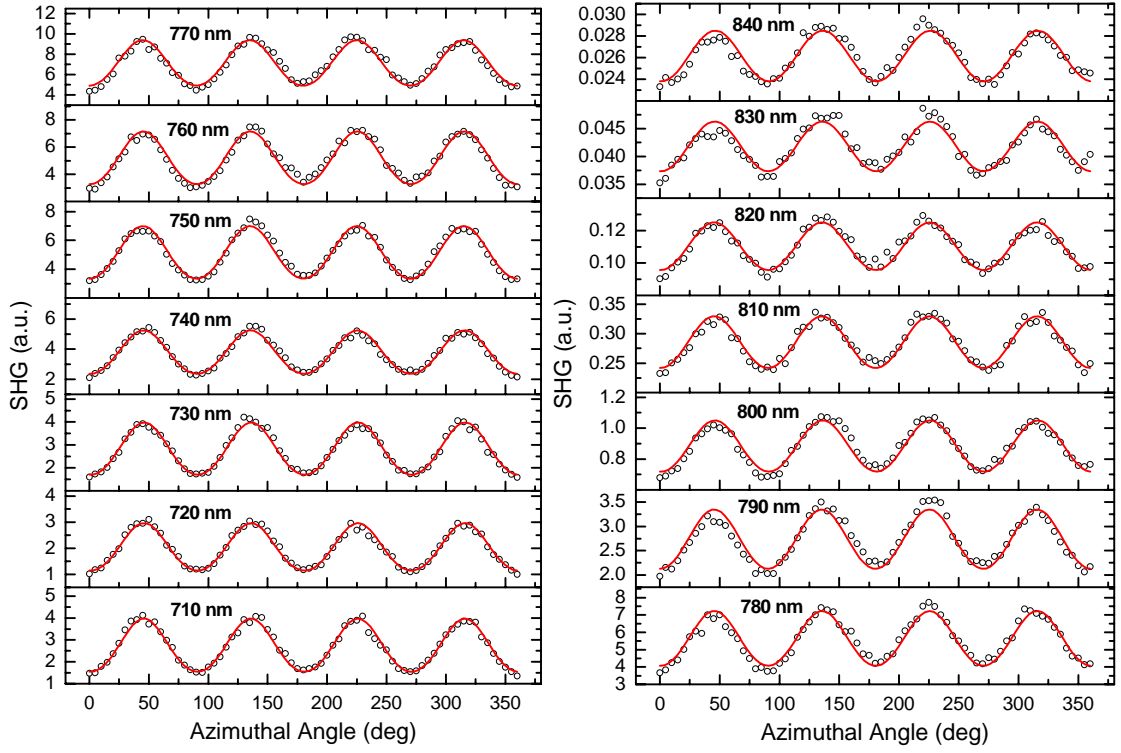 770 nm
12
10
8
6
4
760 nm
8
6
4
750 nm
8
6
4
740 nm
6
4
2
730 nm
5
4
3
2
720 nm
4
3
2
1
710 nm
5
4
3
2
1
0 50 100 150 200 250 300 350
Azimuthal Angle (deg)
SHG (a.u.)
840 nm
0.030
0.028
0.026
0.024
830 nm
0.045
0.040
0.035
820 nm
0.12
0.10
810 nm
0.35
0.30
0.25
800 nm
1.2
1.0
0.8
0.6
790 nm
3.5
3.0
2.5
2.0
780 nm
8
7
6
5
4
3
0 50 100 150 200 250 300 350
Azimuthal Angle (deg)
SHG (a.u.)